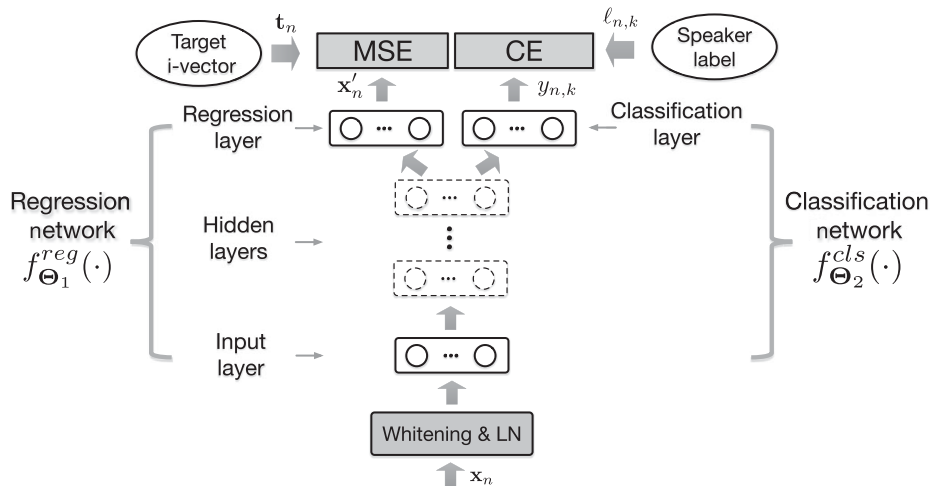 Target
i-vector
t_n
MSE
CE
ℓ_{n,k}
Speaker
label
x'_n
y_{n,k}
Regression
layer
...
...
Classification
layer
...
Regression
network
f^{reg}_{Θ_1}(·)
Hidden
layers
⋮
...
Classification
network
f^{cls}_{Θ_2}(·)
Input
layer
...
Whitening & LN
x_n